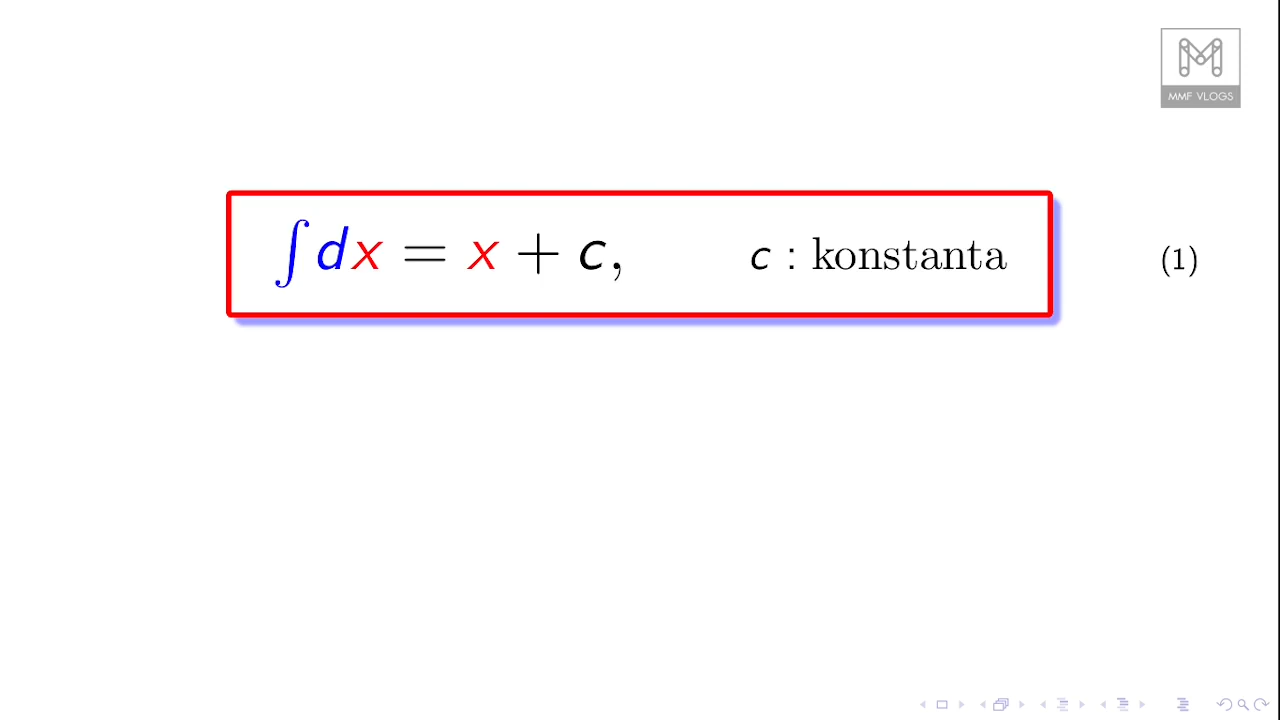 MMF VLOGS
∫dx = x + c, c : konstanta (1)